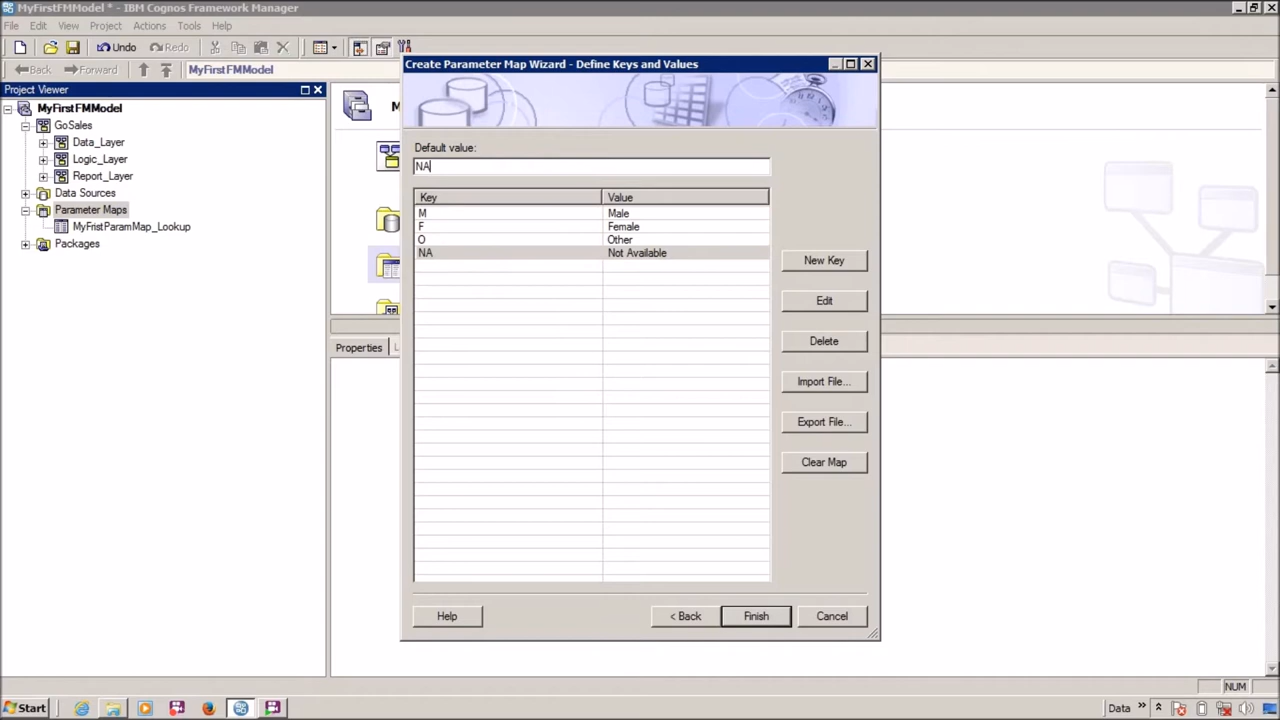 MyFirstFMModel * - IBM Cognos Framework Manager
File Edit View Project Actions Tools Help
Undo Redo
Back Forward MyFirstFMModel
Project Viewer
MyFirstFMModel
GoSales
Data_Layer
Logic_Layer
Report_Layer
Data Sources
Parameter Maps
MyFristParamMap_Lookup
Packages
M
Properties
Create Parameter Map Wizard - Define Keys and Values
Default value:
NA
Key Value
M Male
F Female
O Other
NA Not Available
New Key
Edit
Delete
Import File...
Export File...
Clear Map
Help < Back Finish Cancel
NUM
Start Data »